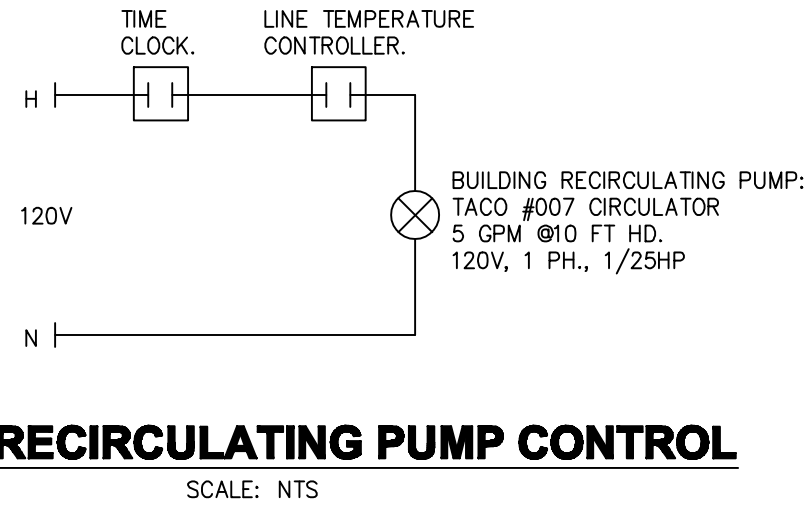 TIME
CLOCK.
LINE TEMPERATURE
CONTROLLER.
H
120V
BUILDING RECIRCULATING PUMP:
TACO #007 CIRCULATOR
5 GPM @10 FT HD.
120V, 1 PH., 1/25HP
N
RECIRCULATING PUMP CONTROL
SCALE: NTS